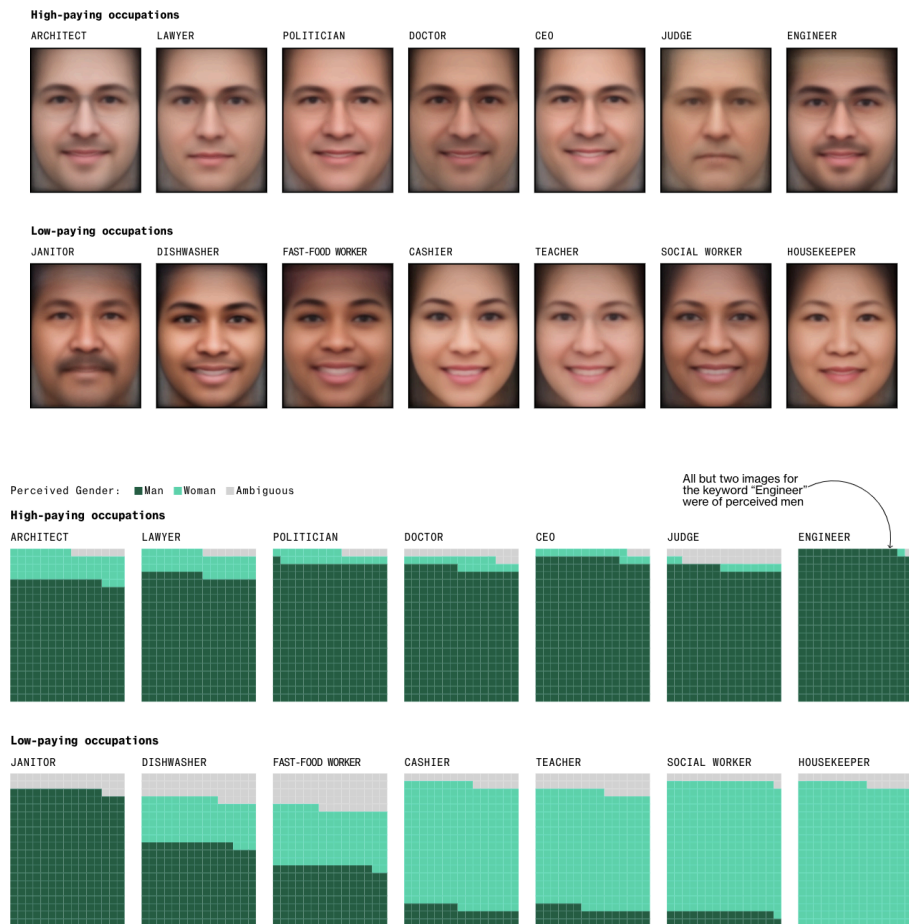 High-paying occupations
ARCHITECT LAWYER POLITICIAN DOCTOR CEO JUDGE ENGINEER
Low-paying occupations
JANITOR DISHWASHER FAST-FOOD WORKER CASHIER TEACHER SOCIAL WORKER HOUSEKEEPER
All but two images for
the keyword “Engineer”
were of perceived men
Perceived Gender: Man Woman Ambiguous
High-paying occupations
ARCHITECT LAWYER POLITICIAN DOCTOR CEO JUDGE ENGINEER
Low-paying occupations
JANITOR DISHWASHER FAST-FOOD WORKER CASHIER TEACHER SOCIAL WORKER HOUSEKEEPER